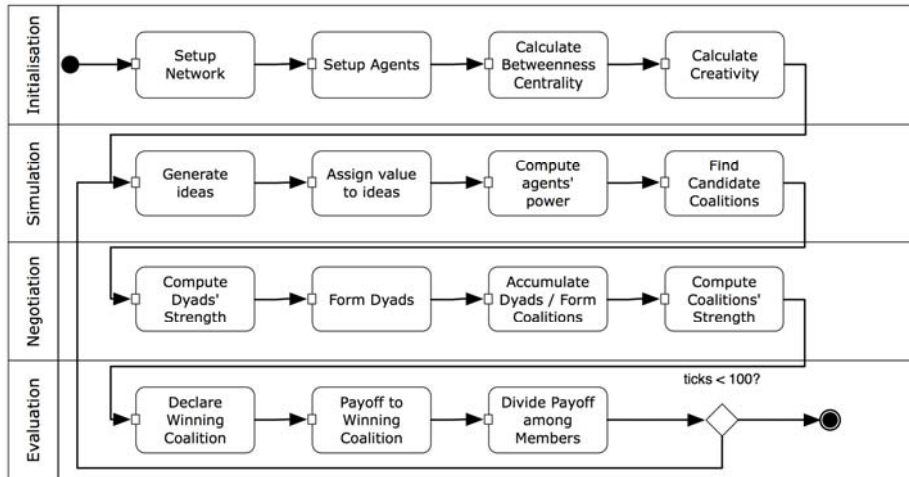 Initialisation
Setup
Network
Setup Agents
Calculate
Betweenness
Centrality
Calculate
Creativity
Simulation
Generate
ideas
Assign value
to ideas
Compute
agents'
power
Find
Candidate
Coalitions
Negotiation
Compute
Dyads'
Strength
Form Dyads
Accumulate
Dyads / Form
Coalitions
Compute
Coalitions'
Strength
Evaluation
Declare
Winning
Coalition
Payoff to
Winning
Coalition
Divide Payoff
among
Members
ticks < 100?